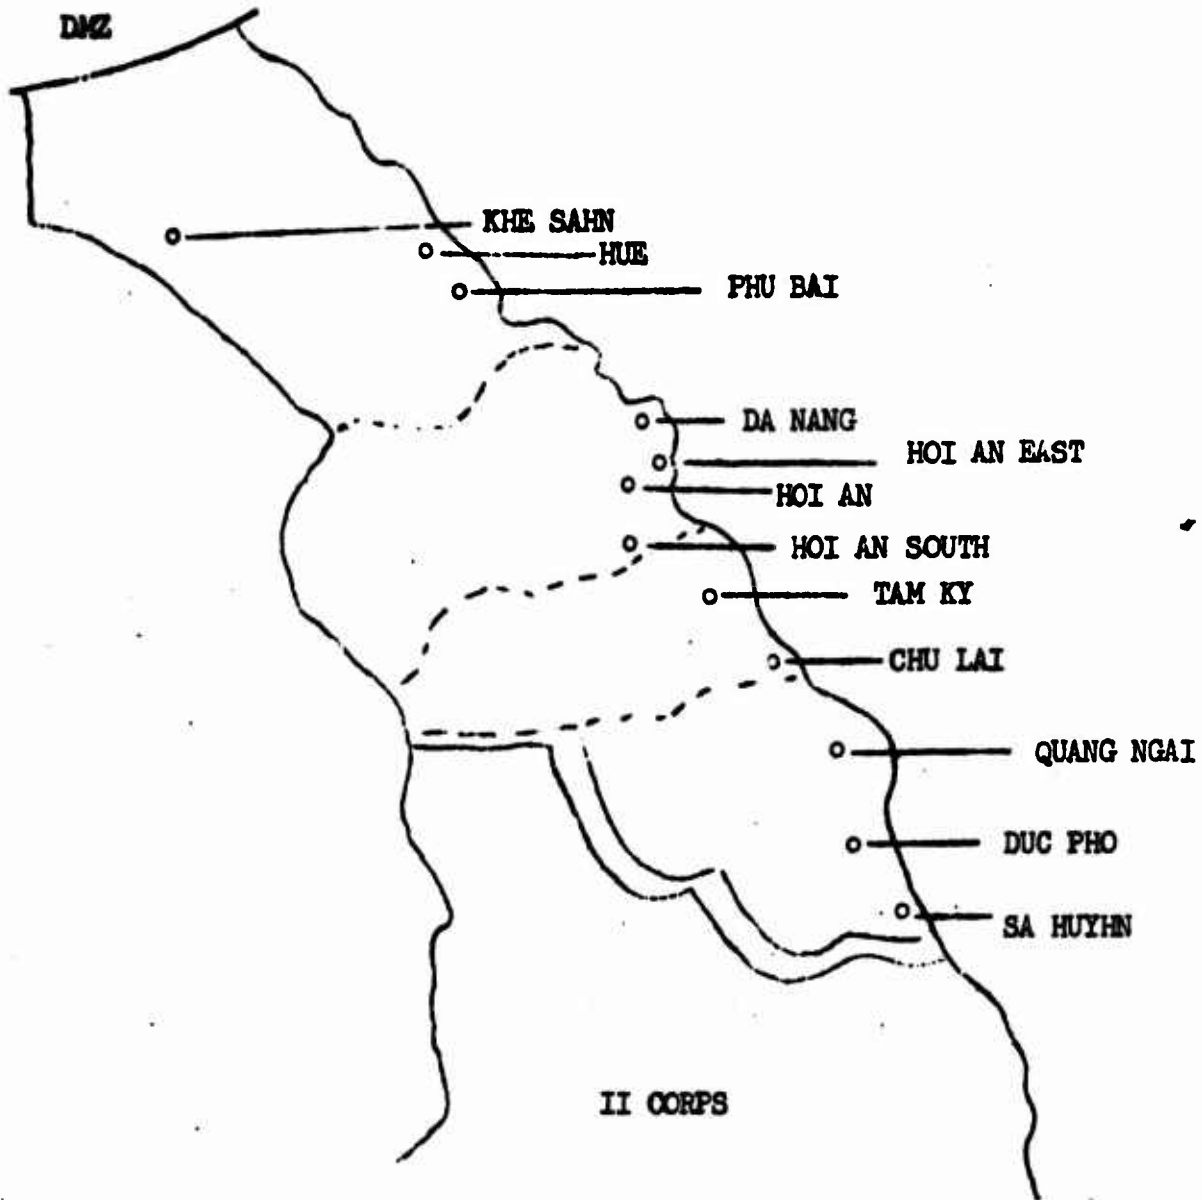 DMZ
KHE SAHN
HUE
PHU BAI
DA NANG
HOI AN EAST
HOI AN
HOI AN SOUTH
TAM KY
CHU LAI
QUANG NGAI
DUC PHO
SA HUYHN
II CORPS